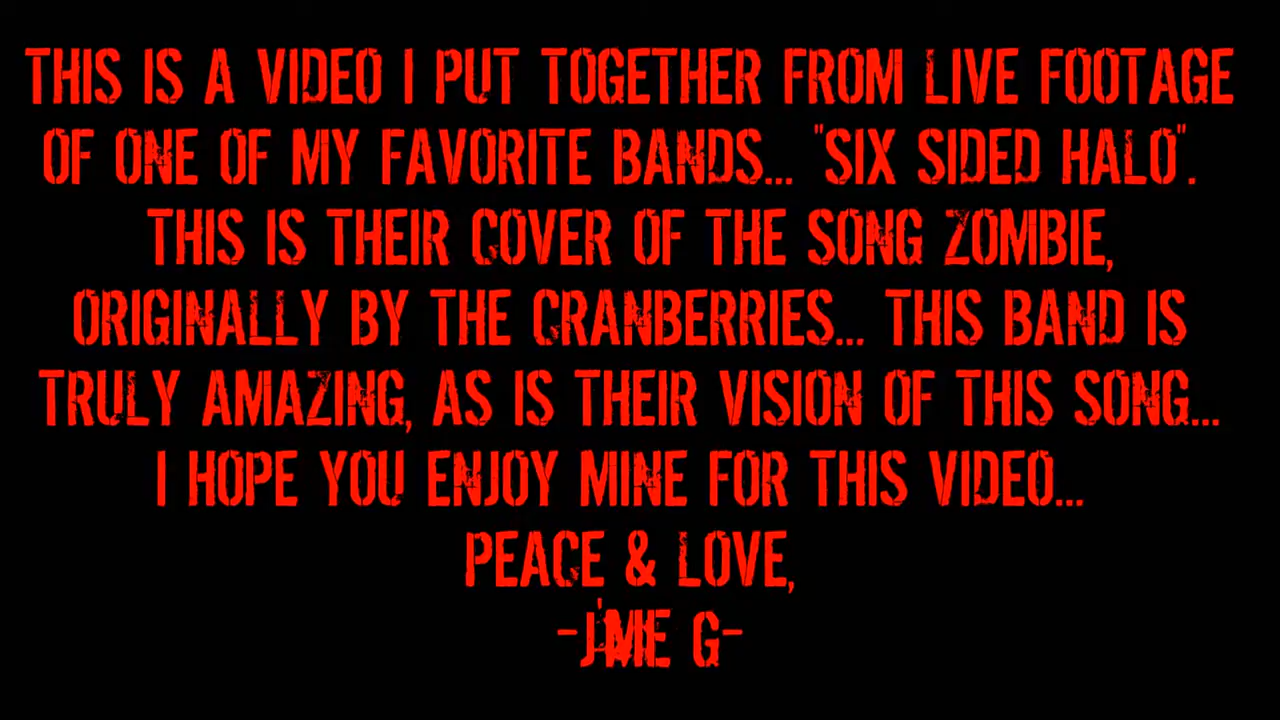 THIS IS A VIDEO I PUT TOGETHER FROM LIVE FOOTAGE
OF ONE OF MY FAVORITE BANDS... "SIX SIDED HALO".
THIS IS THEIR COVER OF THE SONG ZOMBIE,
ORIGINALLY BY THE CRANBERRIES... THIS BAND IS
TRULY AMAZING, AS IS THEIR VISION OF THIS SONG...
I HOPE YOU ENJOY MINE FOR THIS VIDEO...
PEACE & LOVE,
-J'ME G-